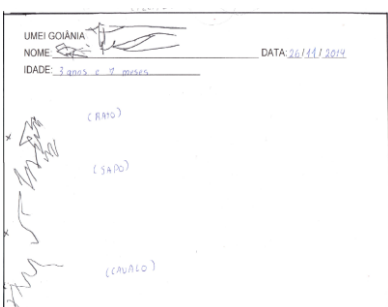 UMEI GOIÂNIA
NOME:
DATA: 26/11/2019
IDADE: 3 anos e 7 meses
(RATO)
(SAPO)
(CAVALO)